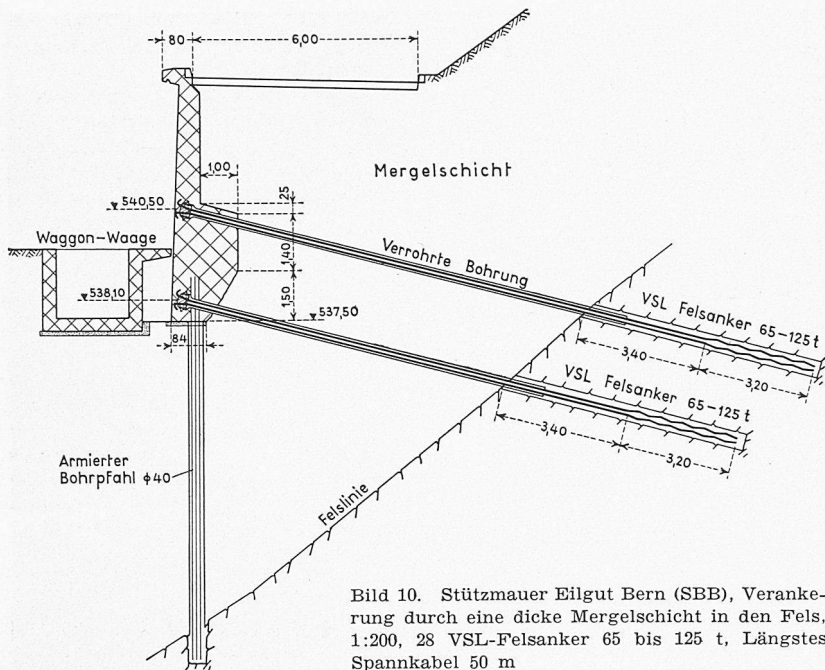 80
6,00
Mergelschicht
1,00
25
540,50
Waggon-Waage
1,40
Verrohrte Bohrung
538,10
1,50
537,50
VSL Felsanker 65-125 t
84
3,40
VSL Felsanker 65-125 t
3,20
3,40
3,20
Armierter
Bohrpfahl ϕ40
Felslinie
Bild 10. Stützmauer Eilgut Bern (SBB), Veranke-
rung durch eine dicke Mergelschicht in den Fels,
1:200, 28 VSL-Felsanker 65 bis 125 t, Längstes
Spannkabel 50 m